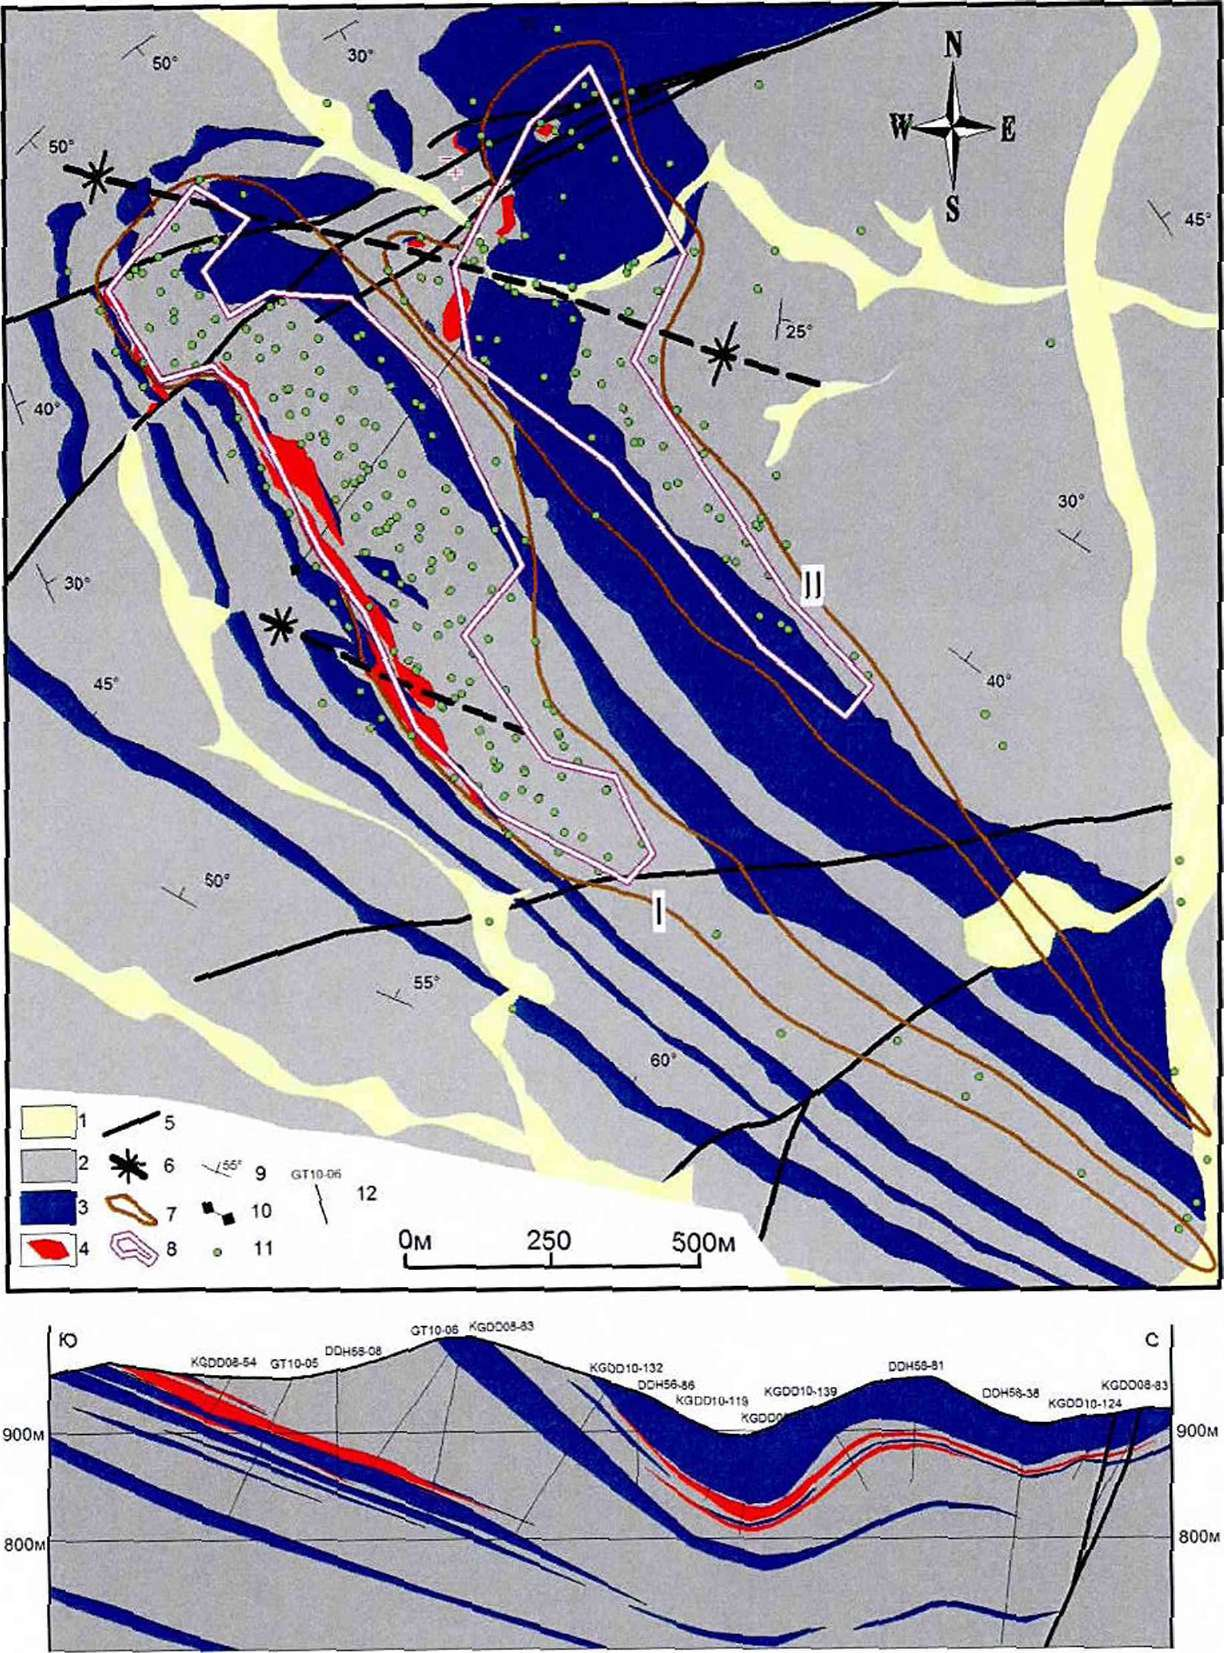 50°
30°
N
W E
S
50°
45°
25°
40°
30°
30°
II
45°
40°
I
55°
60°
1
5
2
6
55°
9
GT10-06
12
3
7
10
4
8
11
0м 250 500м
Ю
С
GT10-06
KGDD08-83
KGDD08-54
GT10-05
DDH56-08
KGDD10-132
DDH56-86
KGDD10-119
KGDD10-139
DDH56-81
DDH56-38
KGDD10-124
KGDD08-83
900м
900м
800м
800м